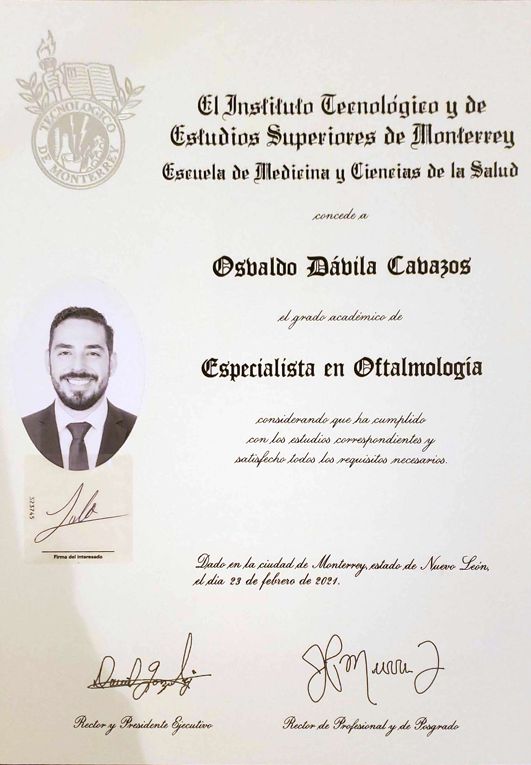 TECNOLOGICO
DE MONTERREY
El Instituto Tecnológico y de
Estudios Superiores de Monterrey
Escuela de Medicina y Ciencias de la Salud
concede a
Osvaldo Dávila Cavazos
el grado académico de
Especialista en Oftalmología
considerando que ha cumplido
con los estudios correspondientes y
satisfecho todos los requisitos necesarios.
323745
Firma del interesado
Dado en la ciudad de Monterrey, estado de Nuevo León,
el día 23 de febrero de 2021.
Rector y Presidente Ejecutivo
Rector de Profesional y de Posgrado